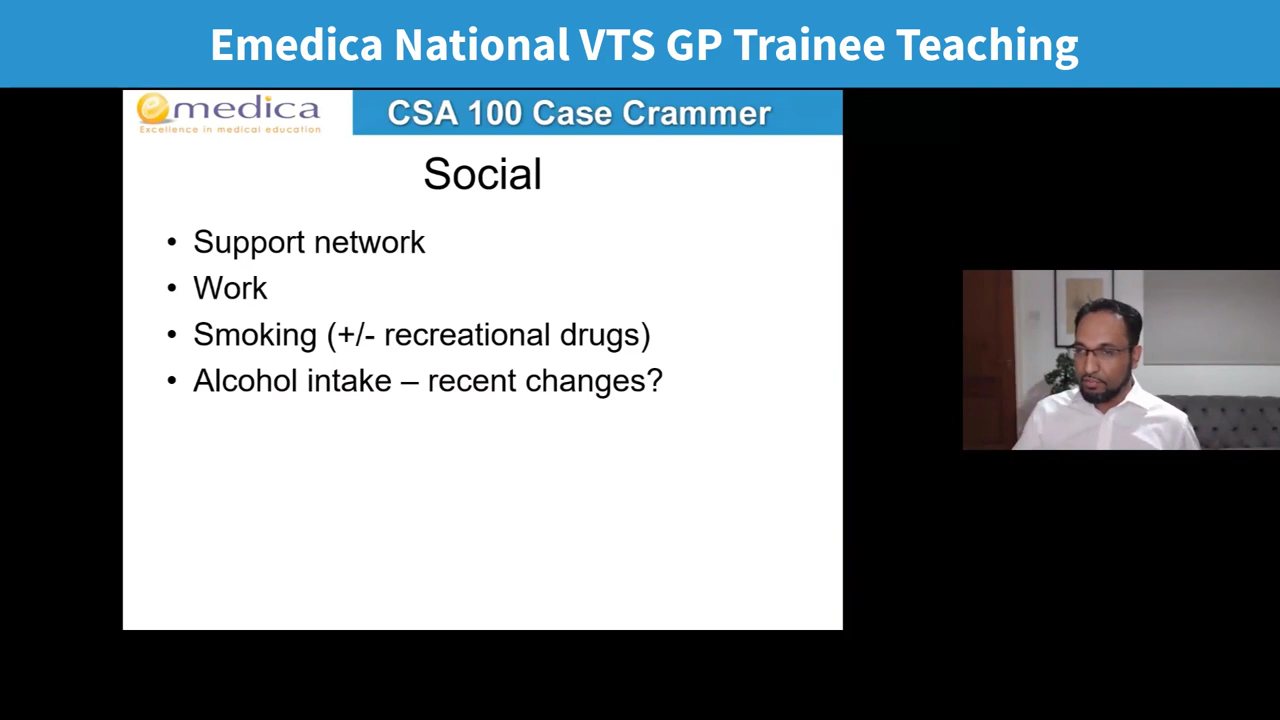 Emedica National VTS GP Trainee Teaching
emedica
Excellence in medical education
CSA 100 Case Crammer
Social
• Support network
• Work
• Smoking (+/- recreational drugs)
• Alcohol intake – recent changes?